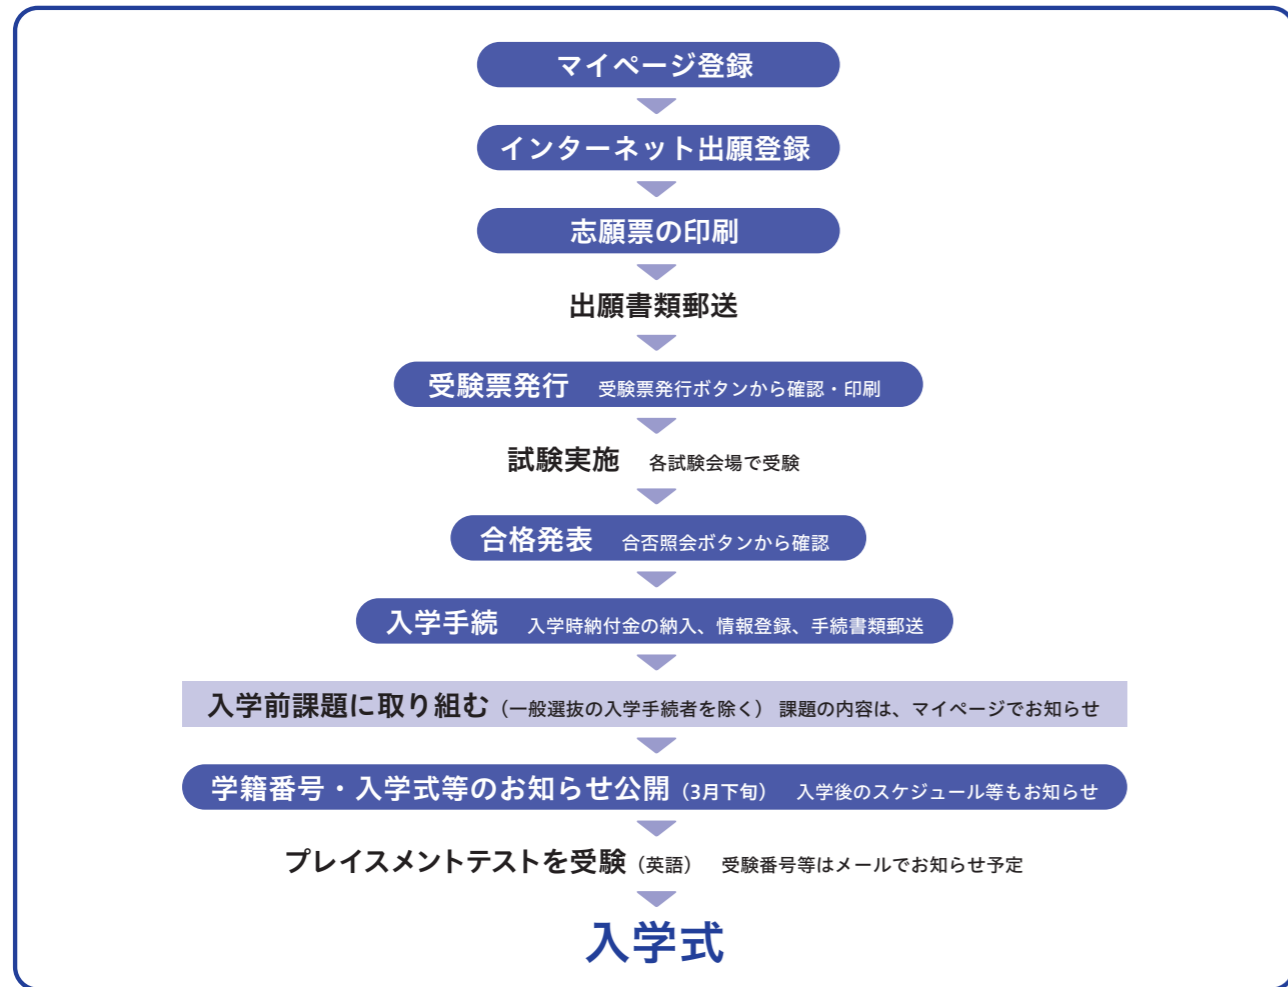 マイページ登録
インターネット出願登録
志願票の印刷
出願書類郵送
受験票発行 受験票発行ボタンから確認・印刷
試験実施 各試験会場で受験
合格発表 合否照会ボタンから確認
入学手続 入学時納付金の納入、情報登録、手続書類郵送
入学前課題に取り組む（一般選抜の入学手続者を除く） 課題の内容は、マイページでお知らせ
学籍番号・入学式等のお知らせ公開（3月下旬） 入学後のスケジュール等もお知らせ
プレイスメントテストを受験（英語） 受験番号等はメールでお知らせ予定
入学式